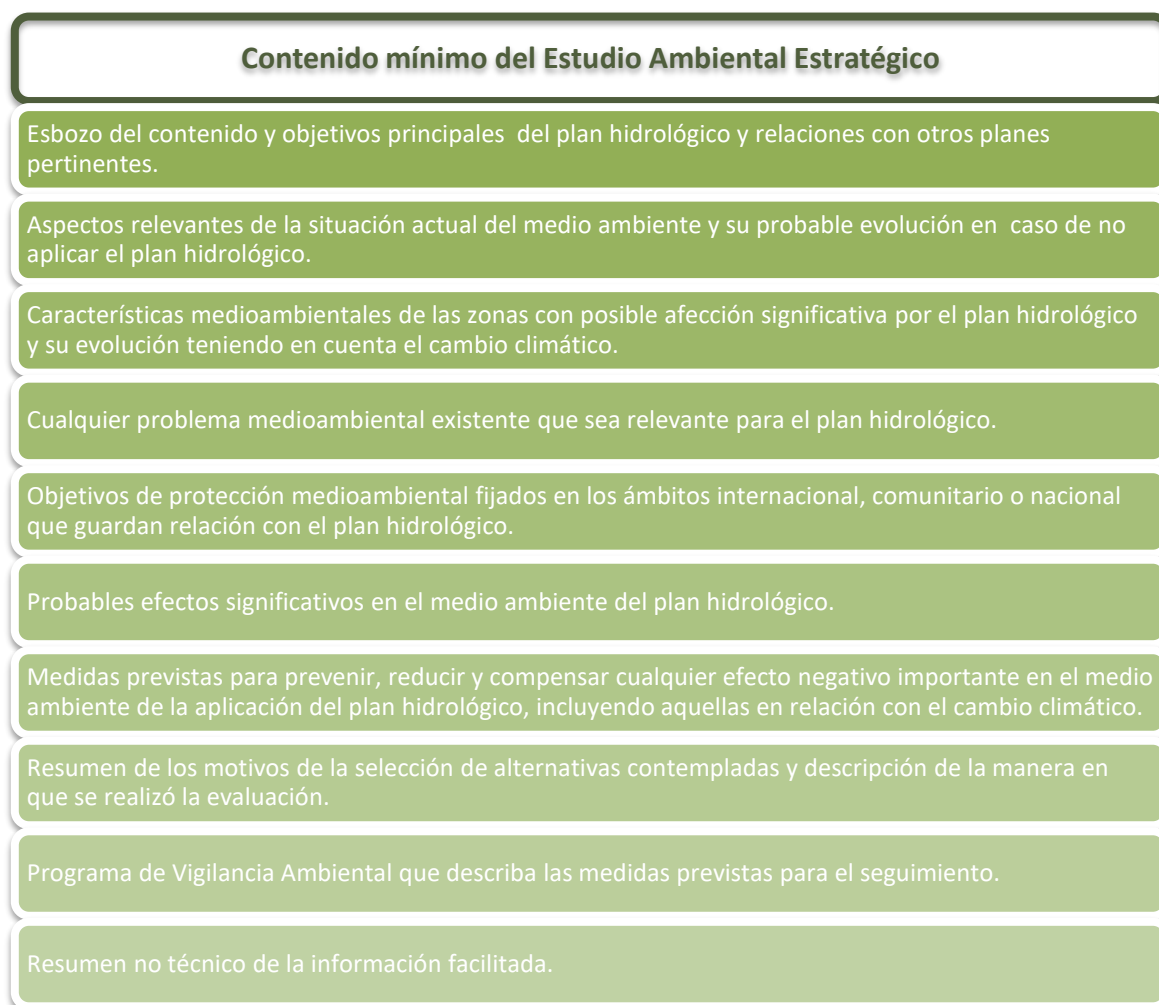 Contenido mínimo del Estudio Ambiental Estratégico
Esbozo del contenido y objetivos principales  del plan hidrológico y relaciones con otros planes
pertinentes.
Aspectos relevantes de la situación actual del medio ambiente y su probable evolución en  caso de no
aplicar el plan hidrológico.
Característícas medioambientales de las zonas con posible afección significativa por el plan hidrológico
y su evolución teniendo en cuenta el cambio climático.
Cualquier problema medioambiental existente que sea relevante para el plan hidrológico.
Objetivos de protección medioambiental fijados en los ámbitos internacional, comunitario o nacional
que guardan relación con el plan hidrológico.
Probables efectos significativos en el medio ambiente del plan hidrológico.
Medidas previstas para prevenir, reducir y compensar cualquier efecto negativo importante en el medio
ambiente de la aplicación del plan hidrológico, incluyendo aquellas en relación con el cambio climático.
Resumen de los motivos de la selección de alternativas contempladas y descripción de la manera en
que se realizó la evaluación.
Programa de Vigilancia Ambiental que describa las medidas previstas para el seguimiento.
Resumen no técnico de la información facilitada.